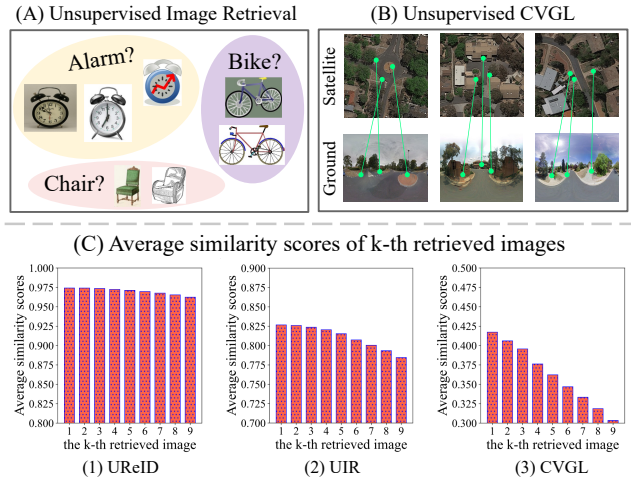 (A) Unsupervised Image Retrieval
Alarm?
Bike?
Chair?
(B) Unsupervised CVGL
Satellite
Ground
(C) Average similarity scores of k-th retrieved images
Average similarity scores
1.000
0.975
0.950
0.925
0.900
0.875
0.850
0.825
0.800
1 2 3 4 5 6 7 8 9
the k-th retrieved image
(1) UReID
Average similarity scores
0.900
0.875
0.850
0.825
0.800
0.775
0.750
0.725
0.700
1 2 3 4 5 6 7 8 9
the k-th retrieved image
(2) UIR
Average similarity scores
0.500
0.475
0.450
0.425
0.400
0.375
0.350
0.325
0.300
1 2 3 4 5 6 7 8 9
the k-th retrieved image
(3) CVGL